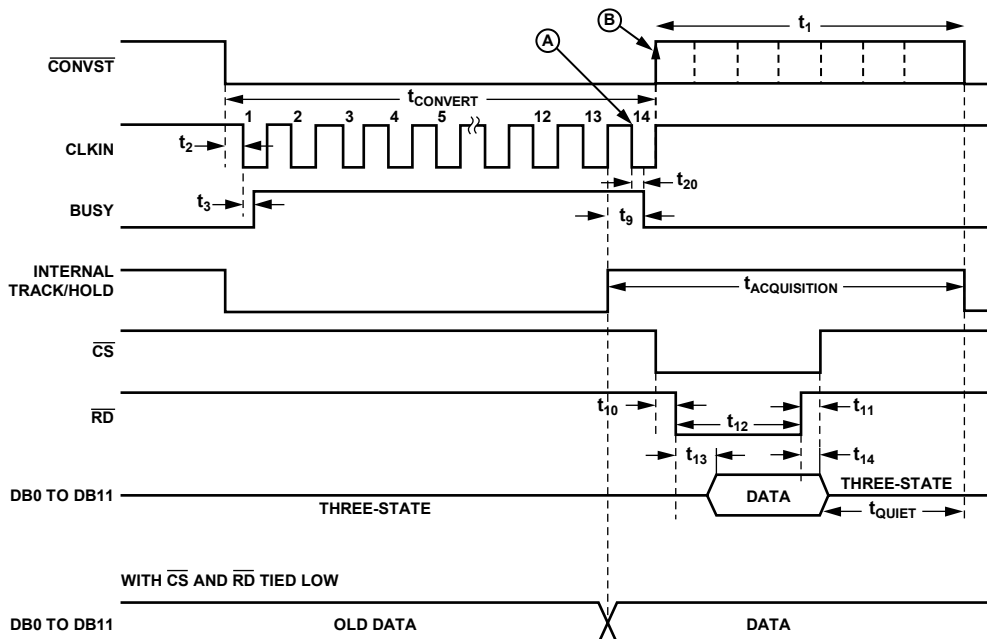 B
t1
A
CONVST
tCONVERT
1 2 3 4 5 12 13 14
t2
CLKIN
t20
t3
t9
BUSY
INTERNAL
TRACK/HOLD
tACQUISITION
CS
RD
t10
t12
t11
t13
t14
DB0 TO DB11
THREE-STATE
DATA
THREE-STATE
tQUIET
WITH CS AND RD TIED LOW
DB0 TO DB11
OLD DATA
DATA